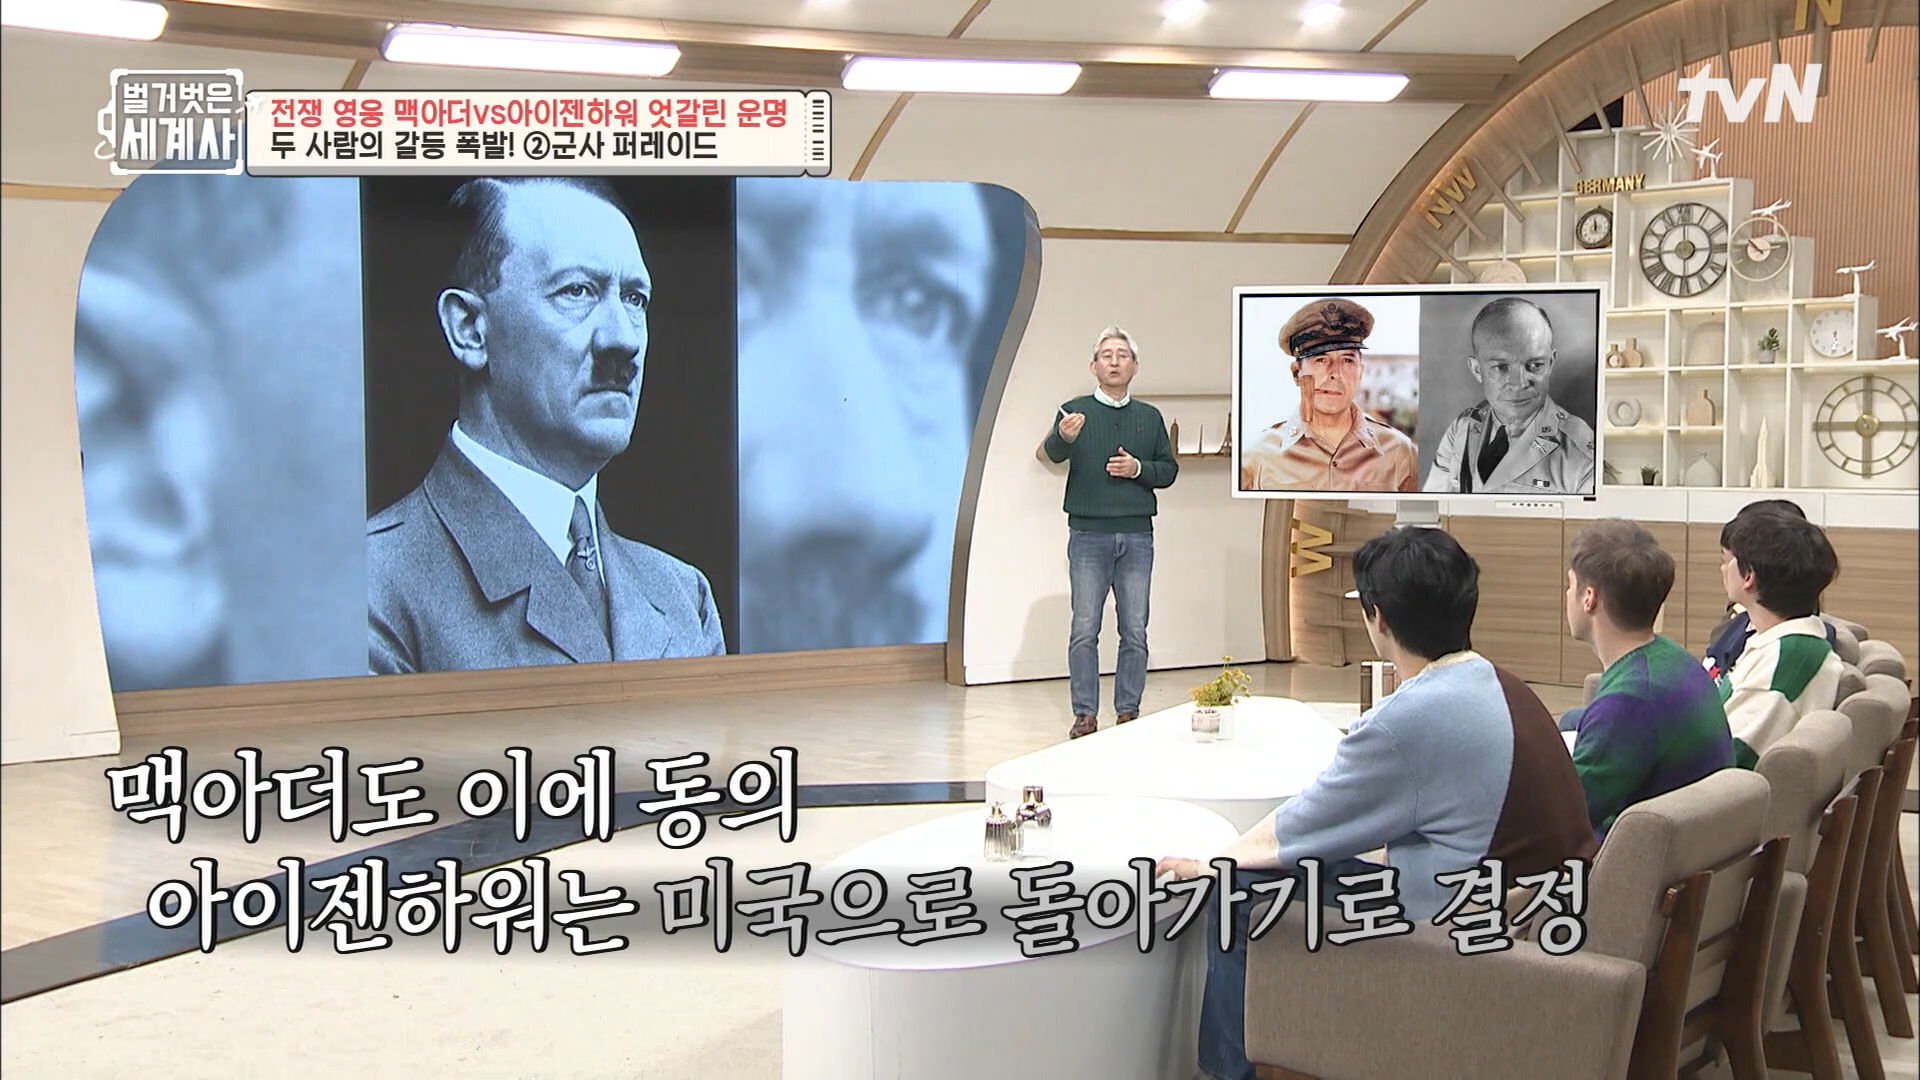 벌거벗은
세계사
전쟁 영웅 맥아더vs아이젠하워 엇갈린 운명
두 사람의 갈등 폭발! ②군사 퍼레이드
tvN
N
NW
GERMANY
W
맥아더도 이에 동의
아이젠하워는 미국으로 돌아가기로 결정